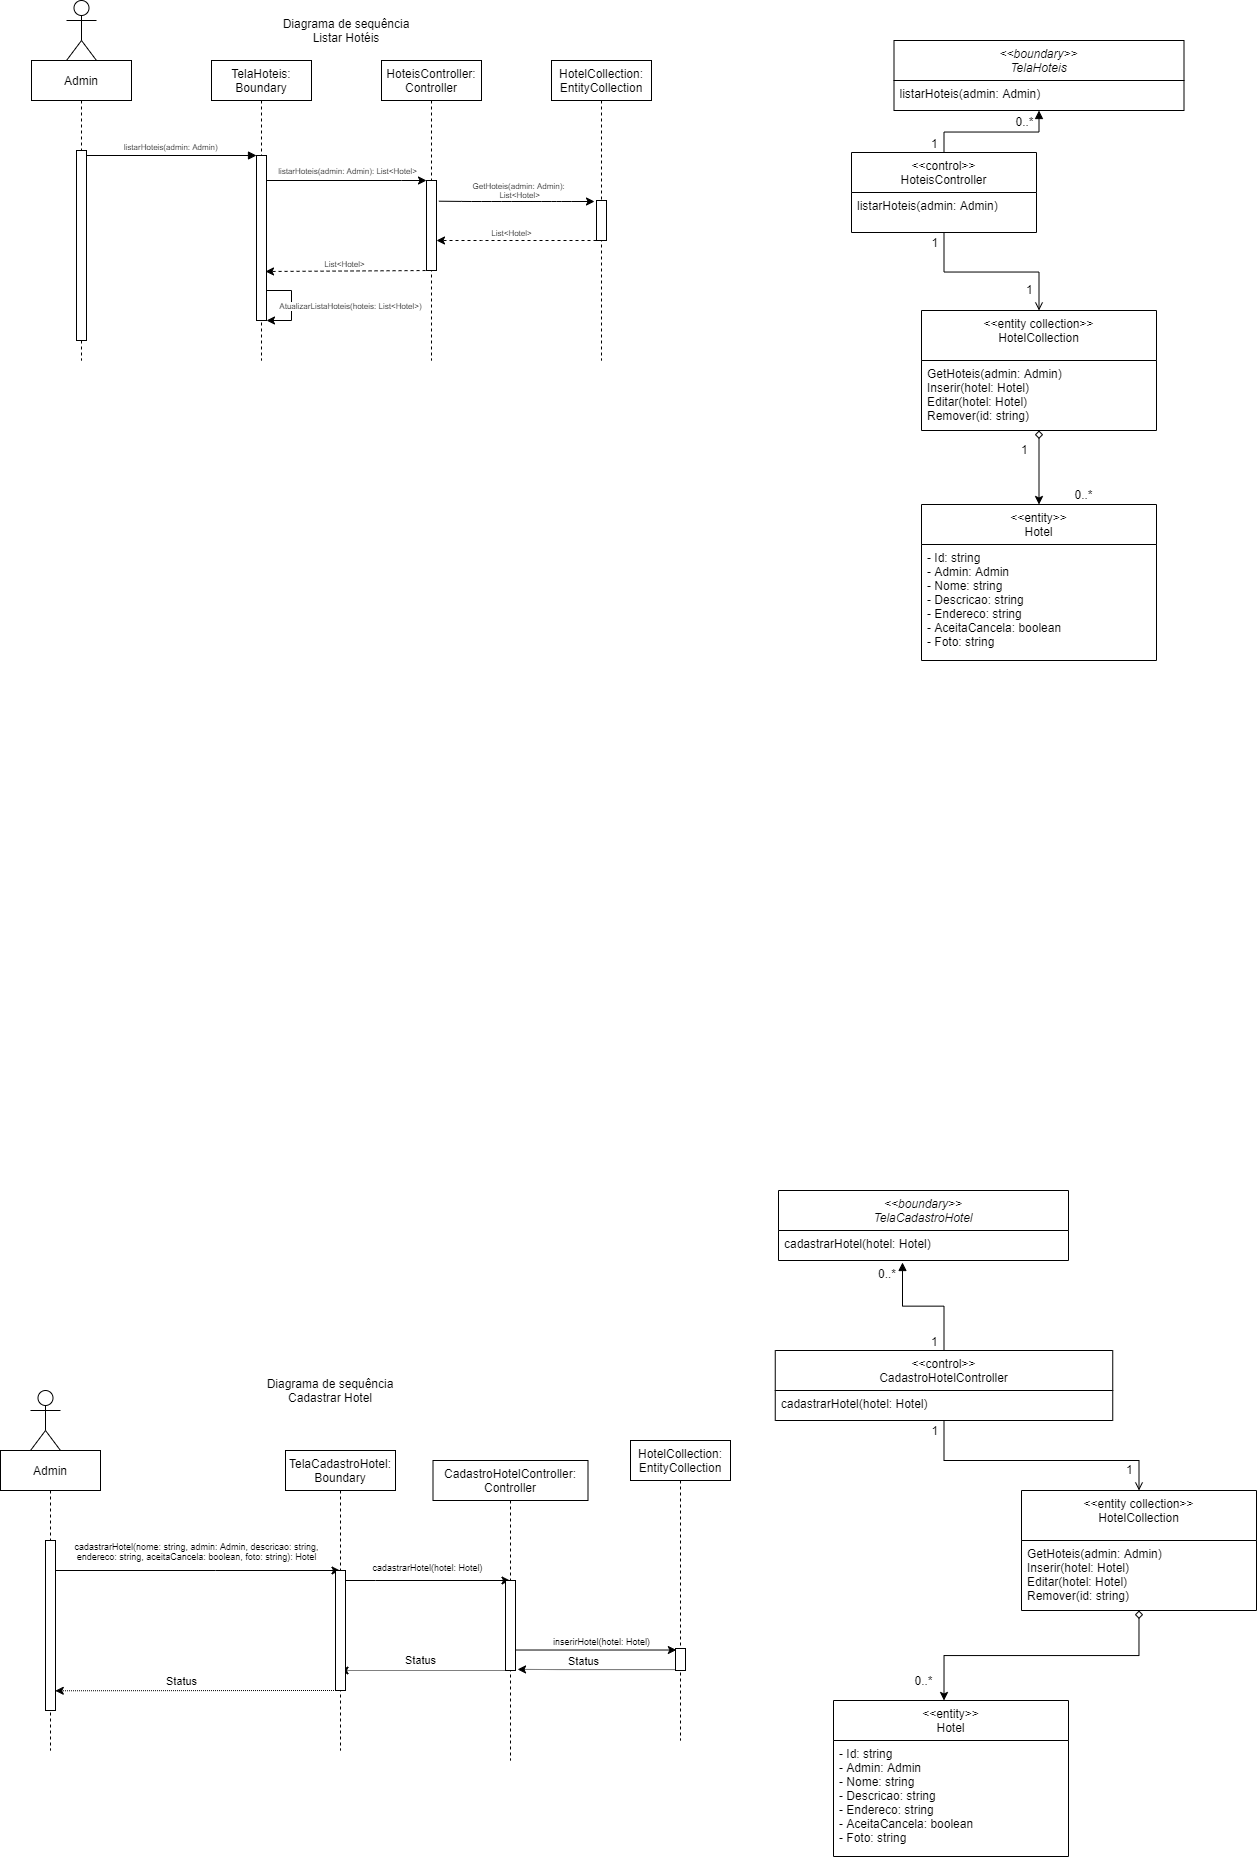 Diagrama de sequência
Listar Hotéis
Admin
TelaHoteis:
Boundary
HoteisController:
Controller
HotelCollection:
EntityCollection
listarHoteis(admin: Admin)
listarHoteis(admin: Admin): List<Hotel>
GetHoteis(admin: Admin):
List<Hotel>
List<Hotel>
List<Hotel>
AtualizarListaHoteis(hoteis: List<Hotel>)
<<boundary>>
TelaHoteis
listarHoteis(admin: Admin)
0..*
1
<<control>>
HoteisController
listarHoteis(admin: Admin)
1
1
<<entity collection>>
HotelCollection
GetHoteis(admin: Admin)
Inserir(hotel: Hotel)
Editar(hotel: Hotel)
Remover(id: string)
1
0..*
<<entity>>
Hotel
- Id: string
- Admin: Admin
- Nome: string
- Descricao: string
- Endereco: string
- AceitaCancela: boolean
- Foto: string
Diagrama de sequência
Cadastrar Hotel
Admin
TelaCadastroHotel:
Boundary
CadastroHotelController:
Controller
HotelCollection:
EntityCollection
cadastrarHotel(nome: string, admin: Admin, descricao: string,
endereco: string, aceitaCancela: boolean, foto: string): Hotel
cadastrarHotel(hotel: Hotel)
inserirHotel(hotel: Hotel)
Status
Status
Status
<<boundary>>
TelaCadastroHotel
cadastrarHotel(hotel: Hotel)
0..*
1
<<control>>
CadastroHotelController
cadastrarHotel(hotel: Hotel)
1
1
<<entity collection>>
HotelCollection
GetHoteis(admin: Admin)
Inserir(hotel: Hotel)
Editar(hotel: Hotel)
Remover(id: string)
0..*
<<entity>>
Hotel
- Id: string
- Admin: Admin
- Nome: string
- Descricao: string
- Endereco: string
- AceitaCancela: boolean
- Foto: string